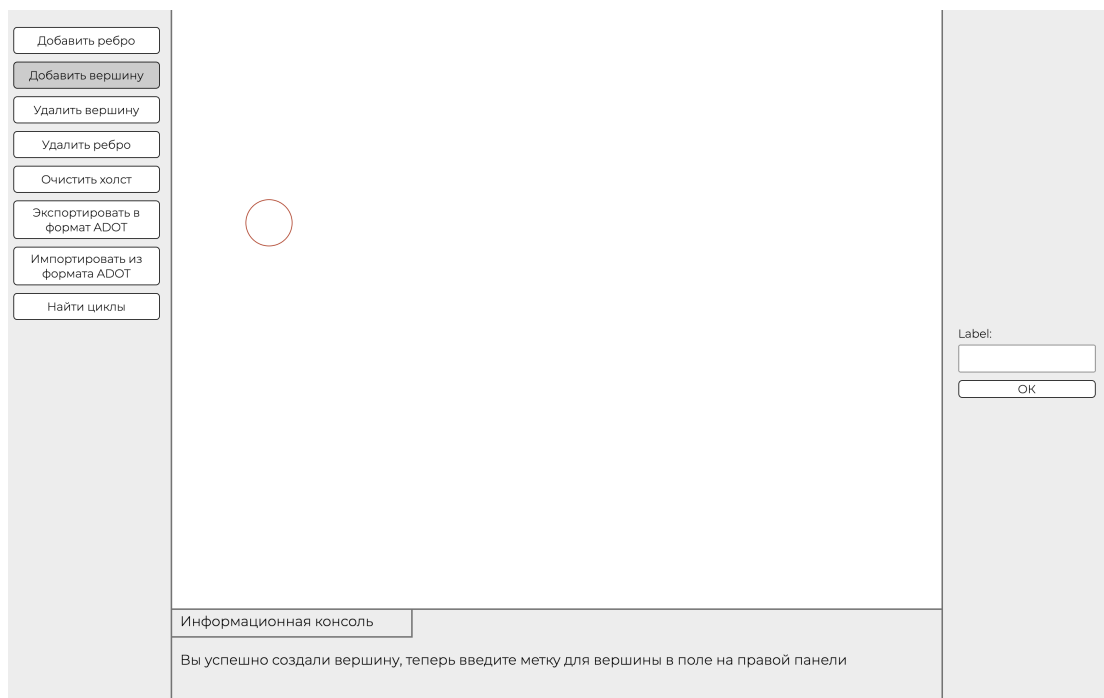 Добавить ребро
Добавить вершину
Удалить вершину
Удалить ребро
Очистить холст
Экспортировать в
формат ADOT
Импортировать из
формата ADOT
Найти циклы
Label:
ОК
Информационная консоль
Вы успешно создали вершину, теперь введите метку для вершины в поле на правой панели